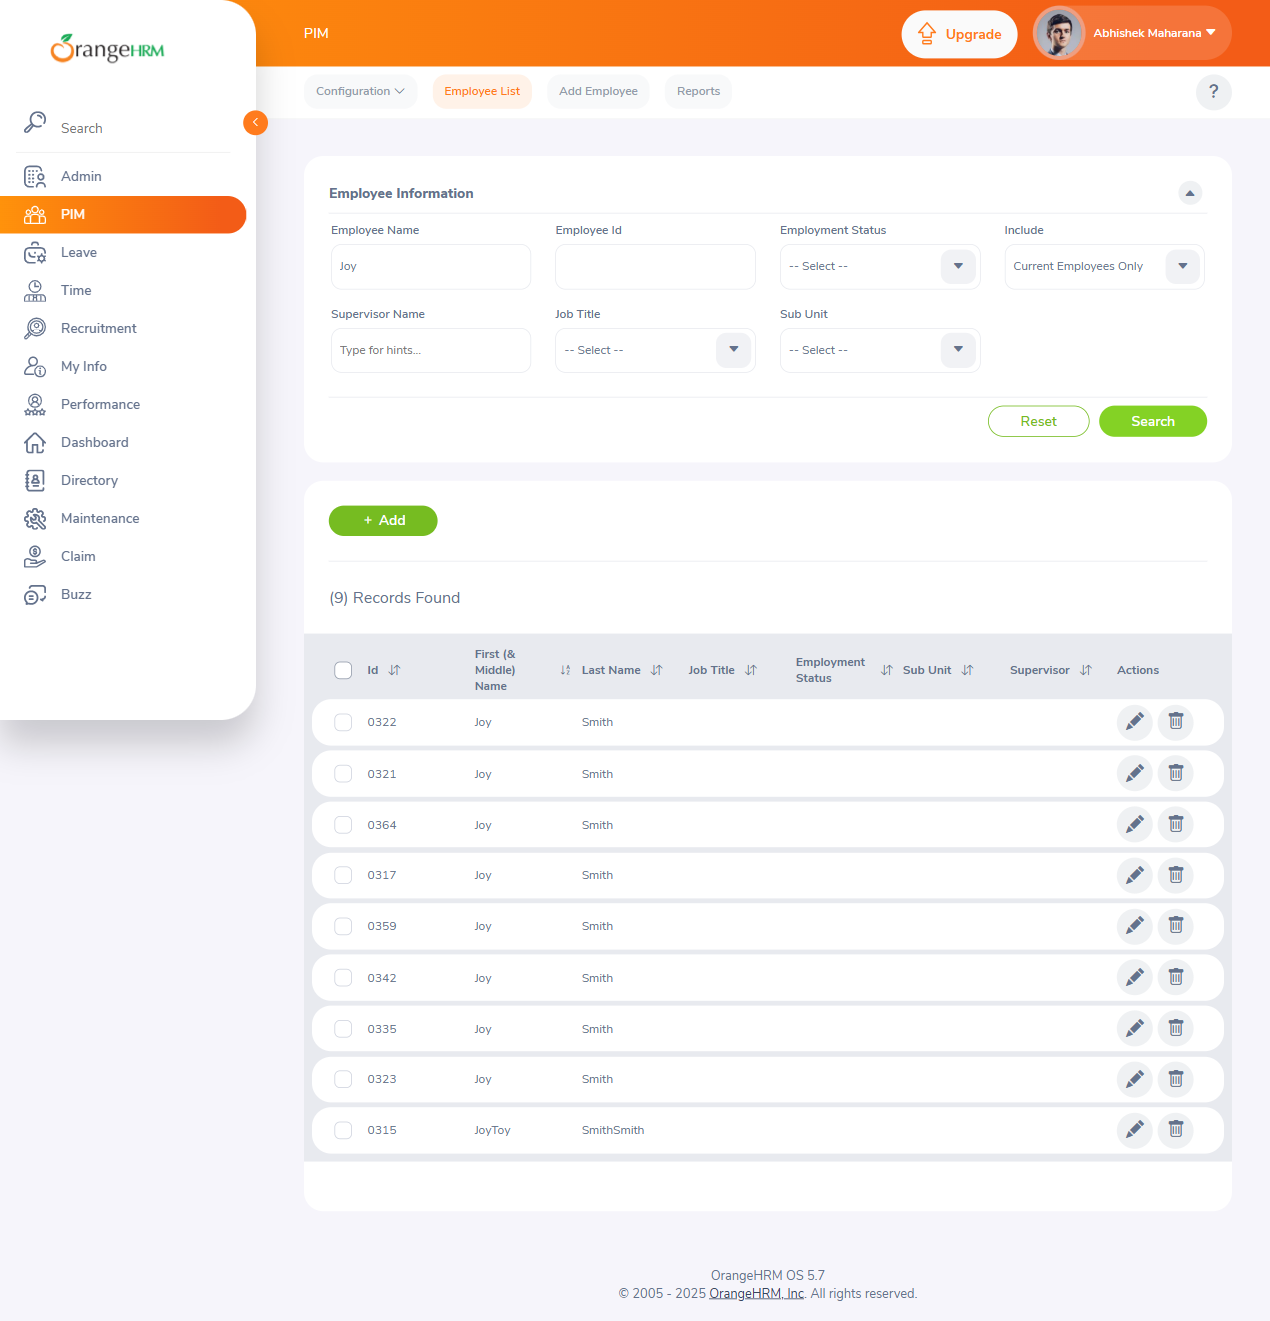 OrangeHRM
PIM
Upgrade
Abhishek Maharana
Configuration
Employee List
Add Employee
Reports
?
Search
Admin
PIM
Leave
Time
Recruitment
My Info
Performance
Dashboard
Directory
Maintenance
Claim
Buzz
Employee Information
Employee Name
Employee Id
Employment Status
Include
Joy
-- Select --
Current Employees Only
Supervisor Name
Job Title
Sub Unit
Type for hints...
-- Select --
-- Select --
Reset
Search
+ Add
(9) Records Found
Id
First (& Middle) Name
Last Name
Job Title
Employment Status
Sub Unit
Supervisor
Actions
0322 Joy Smith
0321 Joy Smith
0364 Joy Smith
0317 Joy Smith
0359 Joy Smith
0342 Joy Smith
0335 Joy Smith
0323 Joy Smith
0315 JoyToy SmithSmith
OrangeHRM OS 5.7
© 2005 - 2025 OrangeHRM, Inc. All rights reserved.